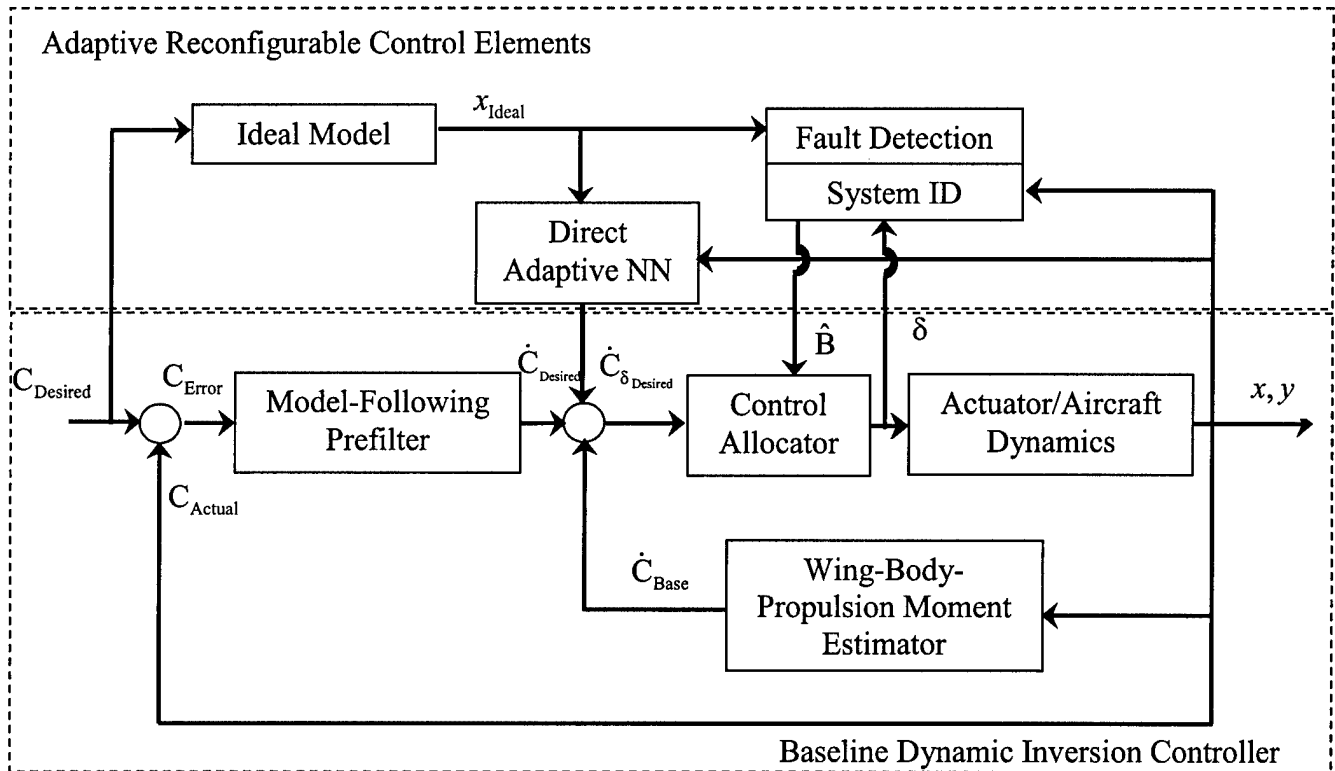 Adaptive Reconfigurable Control Elements
x_Ideal
Ideal Model
Fault Detection
System ID
Direct
Adaptive NN
B̂
δ
C_Desired
C_Error
Ċ_Desired
Ċ_δ_Desired
Model-Following
Prefilter
Control
Allocator
Actuator/Aircraft
Dynamics
x, y
C_Actual
Ċ_Base
Wing-Body-
Propulsion Moment
Estimator
Baseline Dynamic Inversion Controller